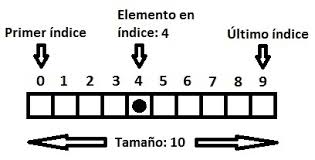 Elemento en
índice: 4
Primer índice
Último índice
0 1 2 3 4 5 6 7 8 9
Tamaño: 10